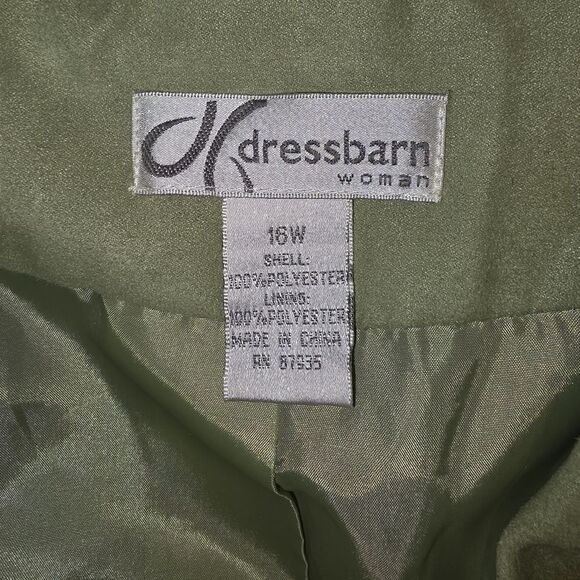 dressbarn
woman
16W
SHELL:
100%POLYESTER
LINING:
100%POLYESTER
MADE IN CHINA
RN 87935